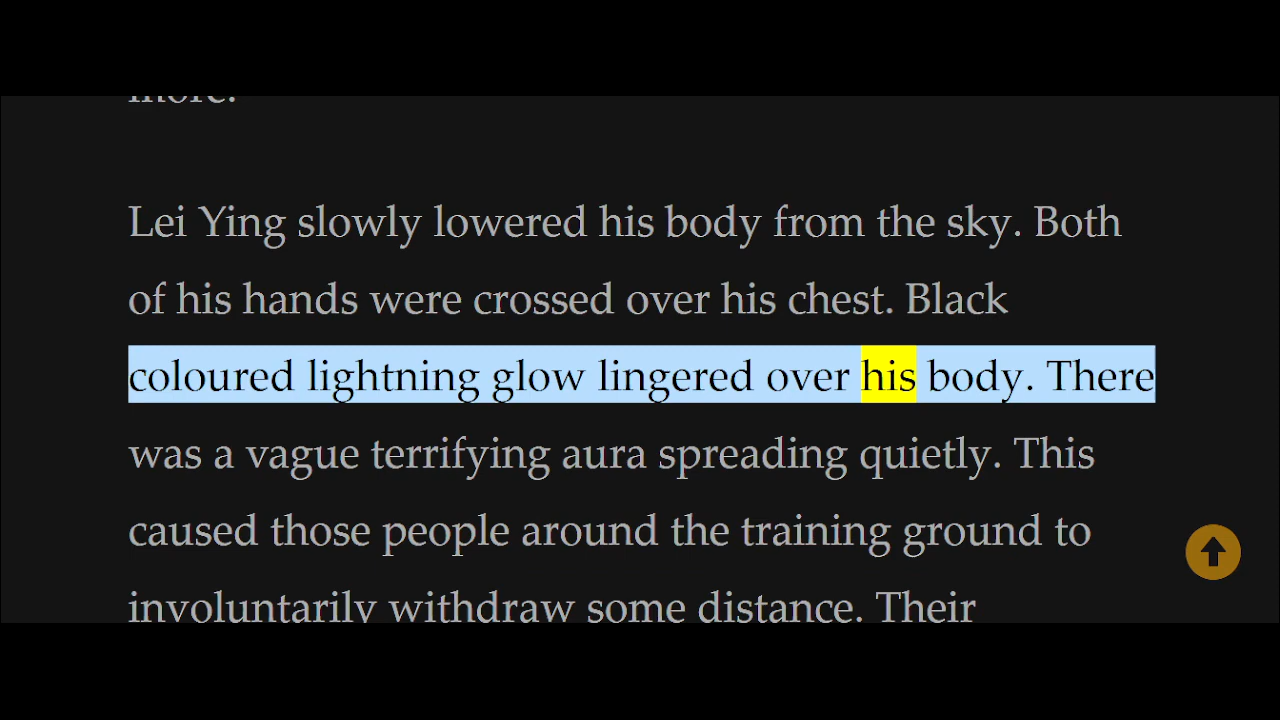 more.
Lei Ying slowly lowered his body from the sky. Both
of his hands were crossed over his chest. Black
coloured lightning glow lingered over his body. There
was a vague terrifying aura spreading quietly. This
caused those people around the training ground to
involuntarily withdraw some distance. Their